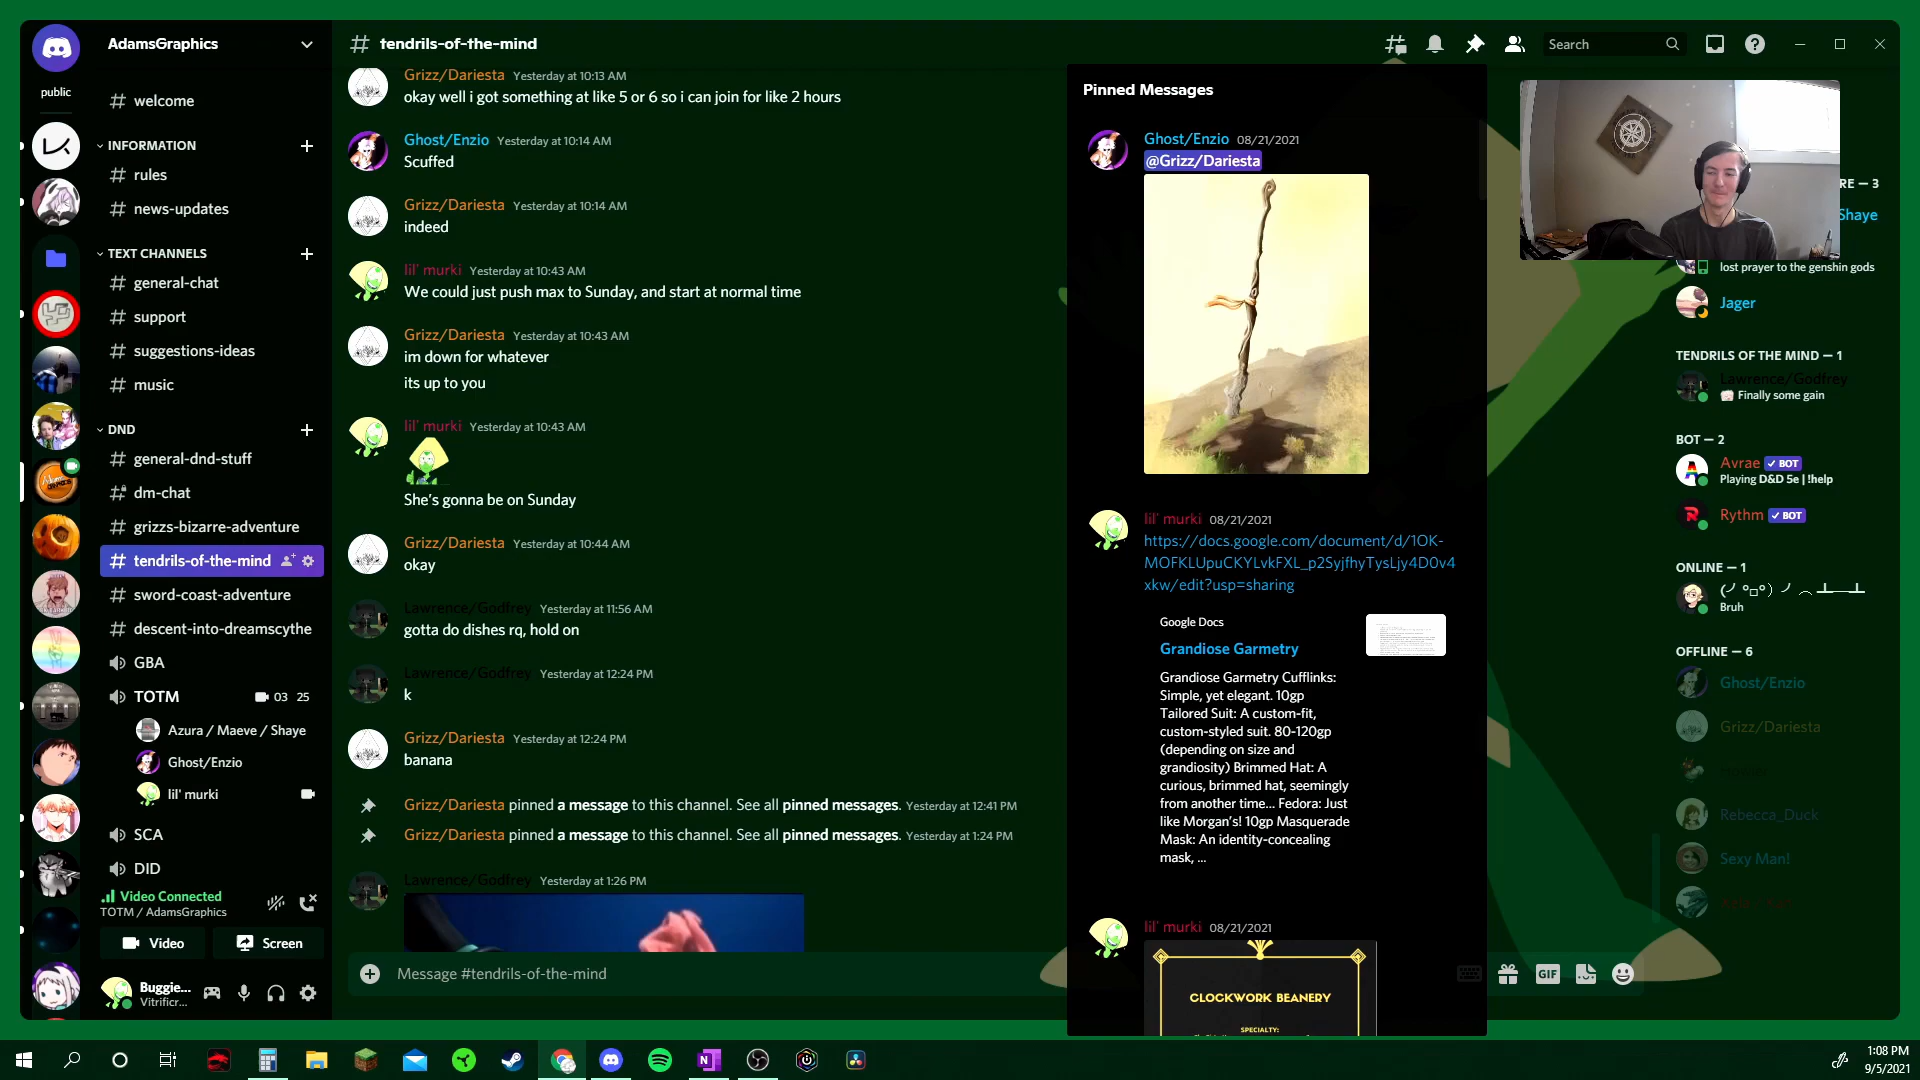 public
AdamsGraphics
welcome
INFORMATION
rules
news-updates
TEXT CHANNELS
general-chat
support
suggestions-ideas
music
DND
general-dnd-stuff
dm-chat
grizzs-bizarre-adventure
tendrils-of-the-mind
sword-coast-adventure
descent-into-dreamscythe
GBA
TOTM 03 25
Azura / Maeve / Shaye
Ghost/Enzio
lil' murki
SCA
DID
Video Connected
TOTM / AdamsGraphics
Video Screen
Buggie...
Vitrificr...
# tendrils-of-the-mind
Search
Grizz/Dariesta Yesterday at 10:13 AM
okay well i got something at like 5 or 6 so i can join for like 2 hours
Ghost/Enzio Yesterday at 10:14 AM
Scuffed
Grizz/Dariesta Yesterday at 10:14 AM
indeed
lil' murki Yesterday at 10:43 AM
We could just push max to Sunday, and start at normal time
Grizz/Dariesta Yesterday at 10:43 AM
im down for whatever
its up to you
lil' murki Yesterday at 10:43 AM
She's gonna be on Sunday
Grizz/Dariesta Yesterday at 10:44 AM
okay
Lawrence/Godfrey Yesterday at 11:56 AM
gotta do dishes rq, hold on
Lawrence/Godfrey Yesterday at 12:24 PM
k
Grizz/Dariesta Yesterday at 12:24 PM
banana
Grizz/Dariesta pinned a message to this channel. See all pinned messages. Yesterday at 12:41 PM
Grizz/Dariesta pinned a message to this channel. See all pinned messages. Yesterday at 1:24 PM
Lawrence/Godfrey Yesterday at 1:26 PM
Message #tendrils-of-the-mind
GIF
Pinned Messages
Ghost/Enzio 08/21/2021
@Grizz/Dariesta
lil' murki 08/21/2021
https://docs.google.com/document/d/1OK-
MOFKLUpuCKYLvkFXL_p2SyjfhyTysLjy4D0v4
xkw/edit?usp=sharing
Google Docs
Grandiose Garmetry
Grandiose Garmetry Cufflinks:
Simple, yet elegant. 10gp
Tailored Suit: A custom-fit,
custom-styled suit. 80-120gp
(depending on size and
grandiosity) Brimmed Hat: A
curious, brimmed hat, seemingly
from another time... Fedora: Just
like Morgan's! 10gp Masquerade
Mask: An identity-concealing
mask, ...
lil' murki 08/21/2021
CLOCKWORK BEANERY
SPECIALTY:
RE — 3
Shaye
lost prayer to the genshin gods
Jager
TENDRILS OF THE MIND — 1
Lawrence/Godfrey
Finally some gain
BOT — 2
Avrae ✓ BOT
Playing D&D 5e | !help
Rythm ✓ BOT
ONLINE — 1
(╯°□°)╯︵ ┻━┻
Bruh
OFFLINE — 6
Ghost/Enzio
Grizz/Dariesta
Rebecca_Duck
Sexy Man!
1:08 PM
9/5/2021